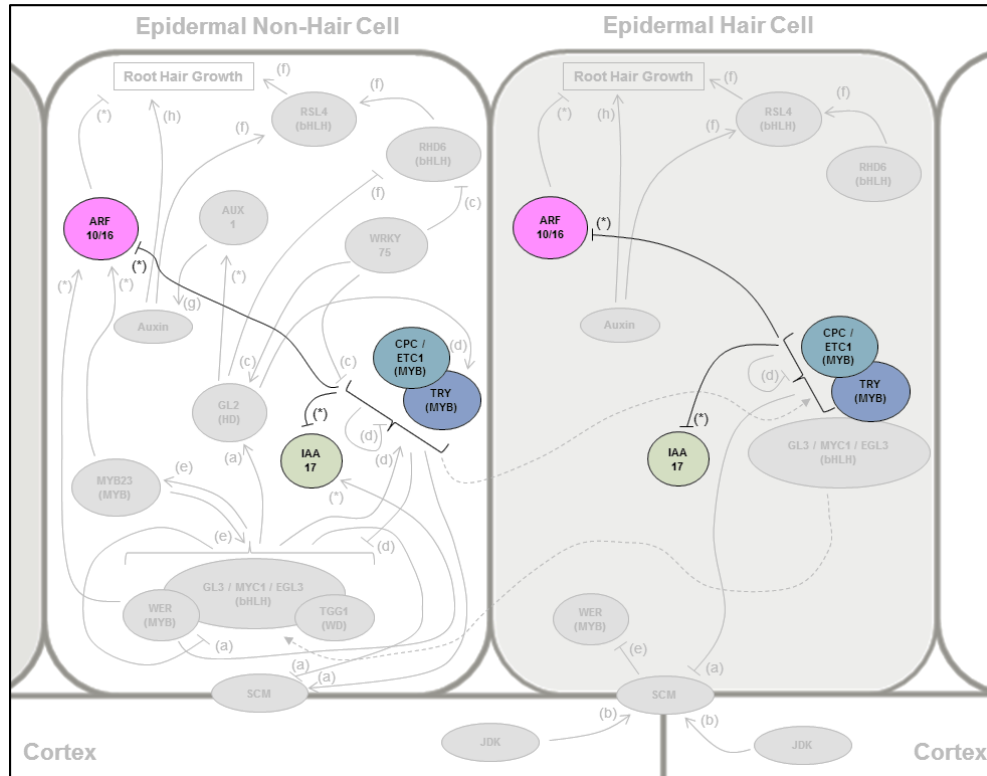 Epidermal Non-Hair Cell
Root Hair Growth
(f)
(*)
(h)
(f)
RSL4
(bHLH)
(f)
RHD6
(bHLH)
(f)
(c)
ARF
10/16
AUX
1
WRKY
75
(*)
(*)
(*)
(*)
(g)
Auxin
CPC /
ETC1
(MYB)
(d)
TRY
(MYB)
(c)
(c)
GL2
(HD)
(*)
(d)
(d)
IAA
17
(a)
(e)
MYB23
(MYB)
(*)
(e)
(d)
GL3 / MYC1 / EGL3
(bHLH)
WER
(MYB)
TGG1
(WD)
(a)
(a)
(a)
SCM
Epidermal Hair Cell
Root Hair Growth
(f)
(*)
(h)
(f)
RSL4
(bHLH)
(f)
RHD6
(bHLH)
ARF
10/16
(*)
Auxin
CPC /
ETC1
(MYB)
(d)
TRY
(MYB)
(*)
IAA
17
GL3 / MYC1 / EGL3
(bHLH)
WER
(MYB)
(e)
(a)
SCM
(b)
(b)
JDK
JDK
Cortex
Cortex